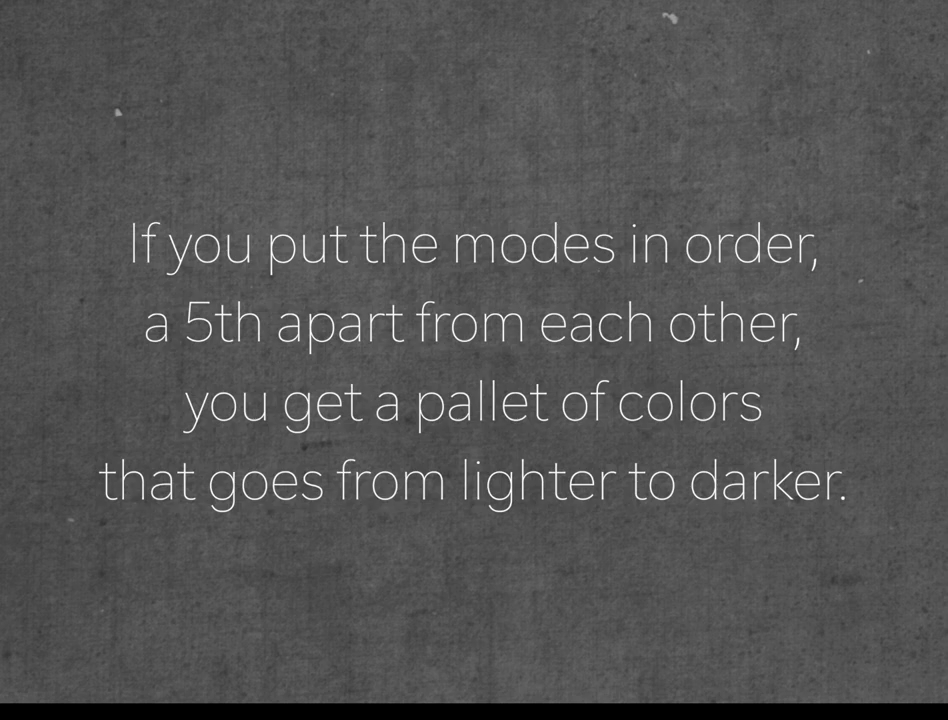 If you put the modes in order,
a 5th apart from each other,
you get a pallet of colors
that goes from lighter to darker.